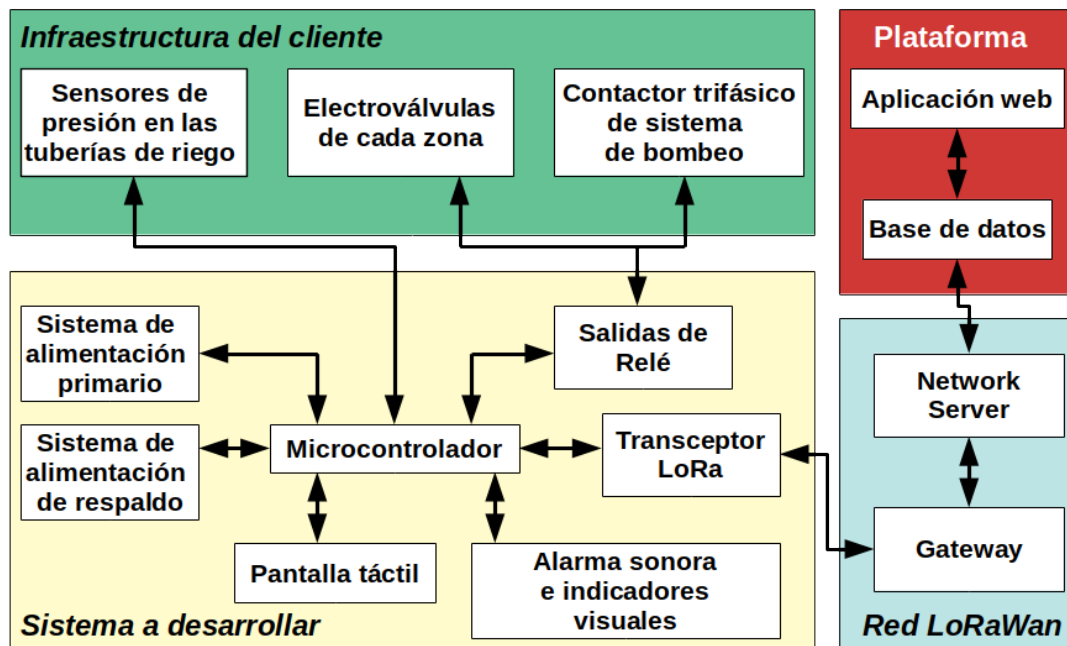 Infraestructura del cliente
Sensores de
presión en las
tuberías de riego
Electroválvulas
de cada zona
Contactor trifásico
de sistema
de bombeo
Plataforma
Aplicación web
Base de datos
Sistema de
alimentación
primario
Salidas de
Relé
Sistema de
alimentación
de respaldo
Microcontrolador
Transceptor
LoRa
Pantalla táctil
Alarma sonora
e indicadores
visuales
Sistema a desarrollar
Network
Server
Gateway
Red LoRaWan